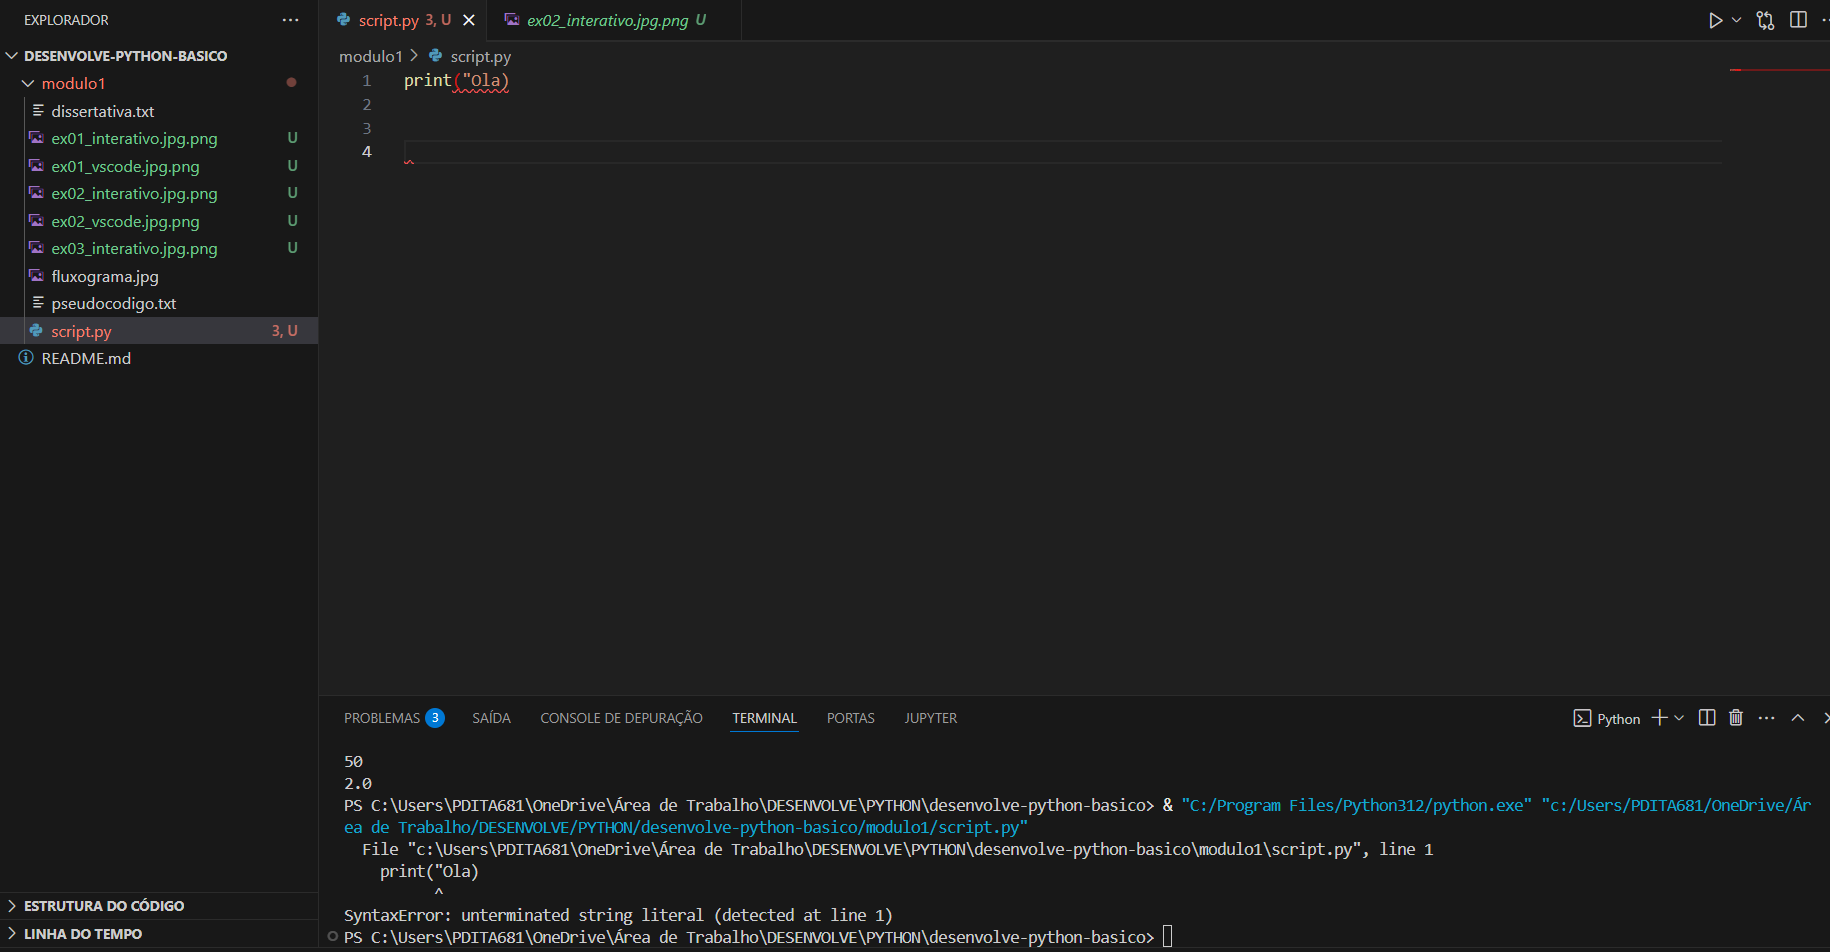 EXPLORADOR
DESENVOLVE-PYTHON-BASICO
modulo1
dissertativa.txt
ex01_interativo.jpg.png U
ex01_vscode.jpg.png U
ex02_interativo.jpg.png U
ex02_vscode.jpg.png U
ex03_interativo.jpg.png U
fluxograma.jpg
pseudocodigo.txt
script.py 3, U
README.md
ESTRUTURA DO CÓDIGO
LINHA DO TEMPO
script.py 3, U
ex02_interativo.jpg.png U
modulo1 > script.py
1 print("Ola)
2
3
4
PROBLEMAS 3 SAÍDA CONSOLE DE DEPURAÇÃO TERMINAL PORTAS JUPYTER
Python
50
2.0
PS C:\Users\PDITA681\OneDrive\Área de Trabalho\DESENVOLVE\PYTHON\desenvolve-python-basico> & "C:/Program Files/Python312/python.exe" "c:/Users/PDITA681/OneDrive/Ár
ea de Trabalho/DESENVOLVE/PYTHON/desenvolve-python-basico/modulo1/script.py"
File "c:\Users\PDITA681\OneDrive\Área de Trabalho\DESENVOLVE\PYTHON\desenvolve-python-basico\modulo1\script.py", line 1
print("Ola)
^
SyntaxError: unterminated string literal (detected at line 1)
PS C:\Users\PDITA681\OneDrive\Área de Trabalho\DESENVOLVE\PYTHON\desenvolve-python-basico>